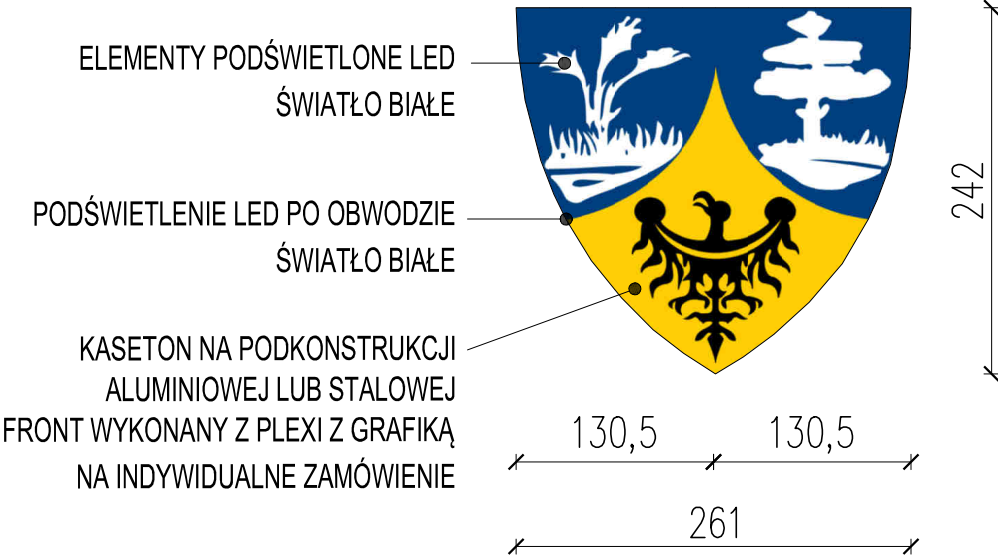 ELEMENTY PODŚWIETLONE LED
ŚWIATŁO BIAŁE
PODŚWIETLENIE LED PO OBWODZIE
ŚWIATŁO BIAŁE
KASETON NA PODKONSTRUKCJI
ALUMINIOWEJ LUB STALOWEJ
FRONT WYKONANY Z PLEXI Z GRAFIKĄ
NA INDYWIDUALNE ZAMÓWIENIE
242
130,5 130,5
261